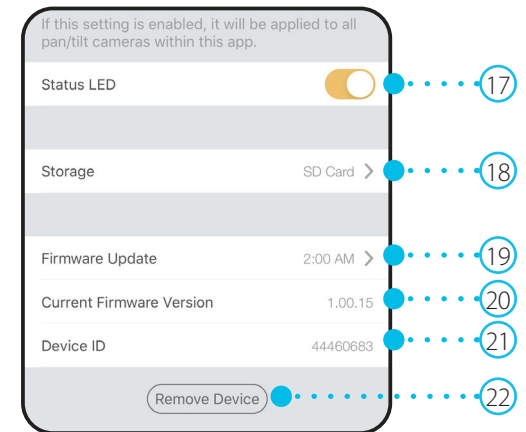 If this setting is enabled, it will be applied to all
pan/tilt cameras within this app.
Status LED
17
Storage SD Card
18
Firmware Update 2:00 AM
19
Current Firmware Version 1.00.15
20
Device ID 44460683
21
Remove Device
22